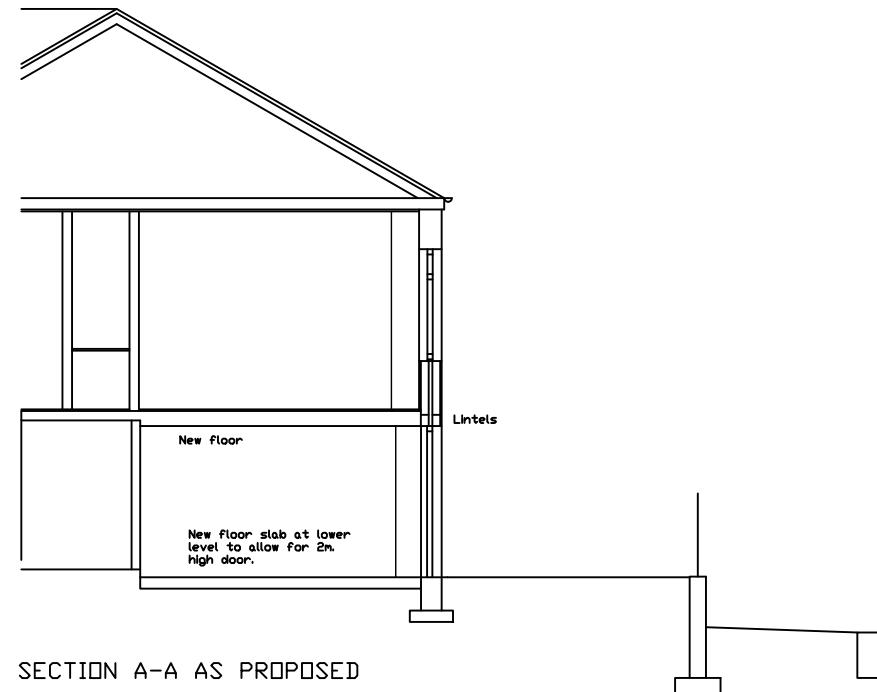 Lintels
New floor
New floor slab at lower
level to allow for 2m.
high door.
SECTION A-A AS PROPOSED